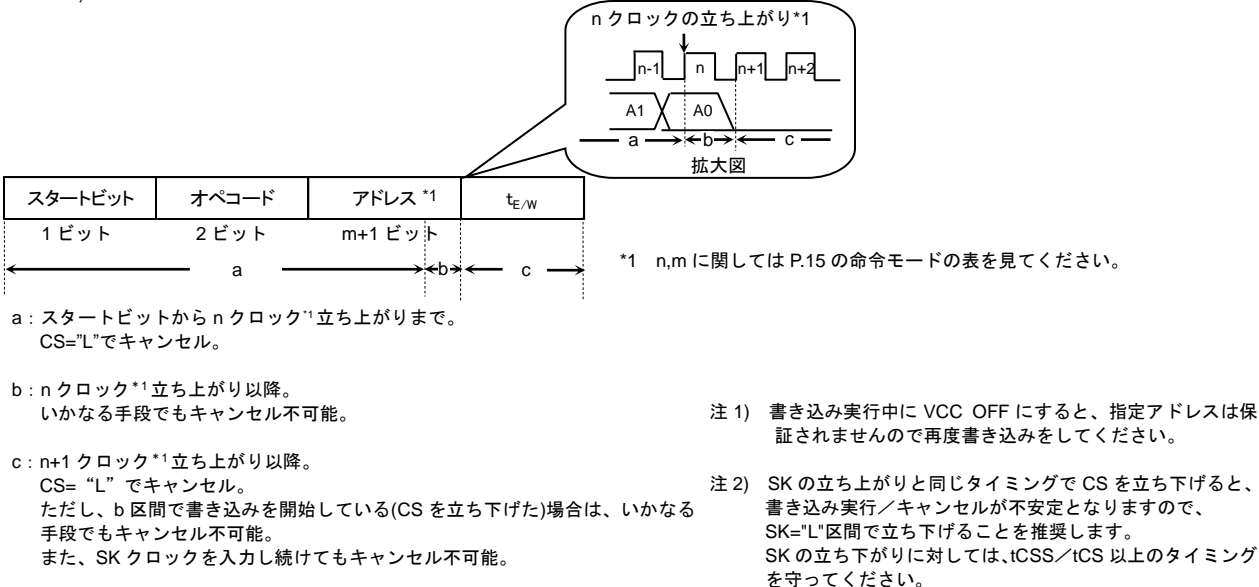 n クロックの立ち上がり*1
n-1 n n+1 n+2
A1 A0
a b c
拡大図
スタートビット オペコード アドレス *1 tE/W
1 ビット 2 ビット m+1 ビット
a b c
*1 n,m に関しては P.15 の命令モードの表を見てください。
a：スタートビットから n クロック*1立ち上がりまで。
CS="L"でキャンセル。
b：n クロック*1立ち上がり以降。
いかなる手段でもキャンセル不可能。
c：n+1 クロック*1立ち上がり以降。
CS= “L” でキャンセル。
ただし、b 区間で書き込みを開始している(CS を立ち下げた)場合は、いかなる
手段でもキャンセル不可能。
また、SK クロックを入力し続けてもキャンセル不可能。
注 1) 書き込み実行中に VCC OFF にすると、指定アドレスは保
証されませんので再度書き込みをしてください。
注 2) SK の立ち上がりと同じタイミングで CS を立ち下げると、
書き込み実行／キャンセルが不安定となりますので、
SK="L"区間で立ち下げることを推奨します。
SK の立ち下がりに対しては、tCSS／tCS 以上のタイミング
を守ってください。